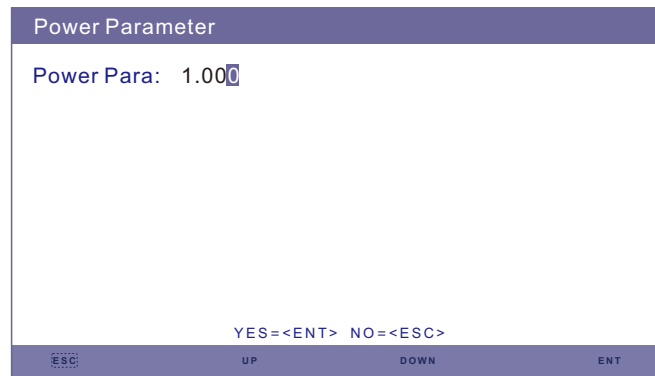 Power Parameter
Power Para: 1.000
YES=<ENT> NO=<ESC>
ESC UP DOWN ENT